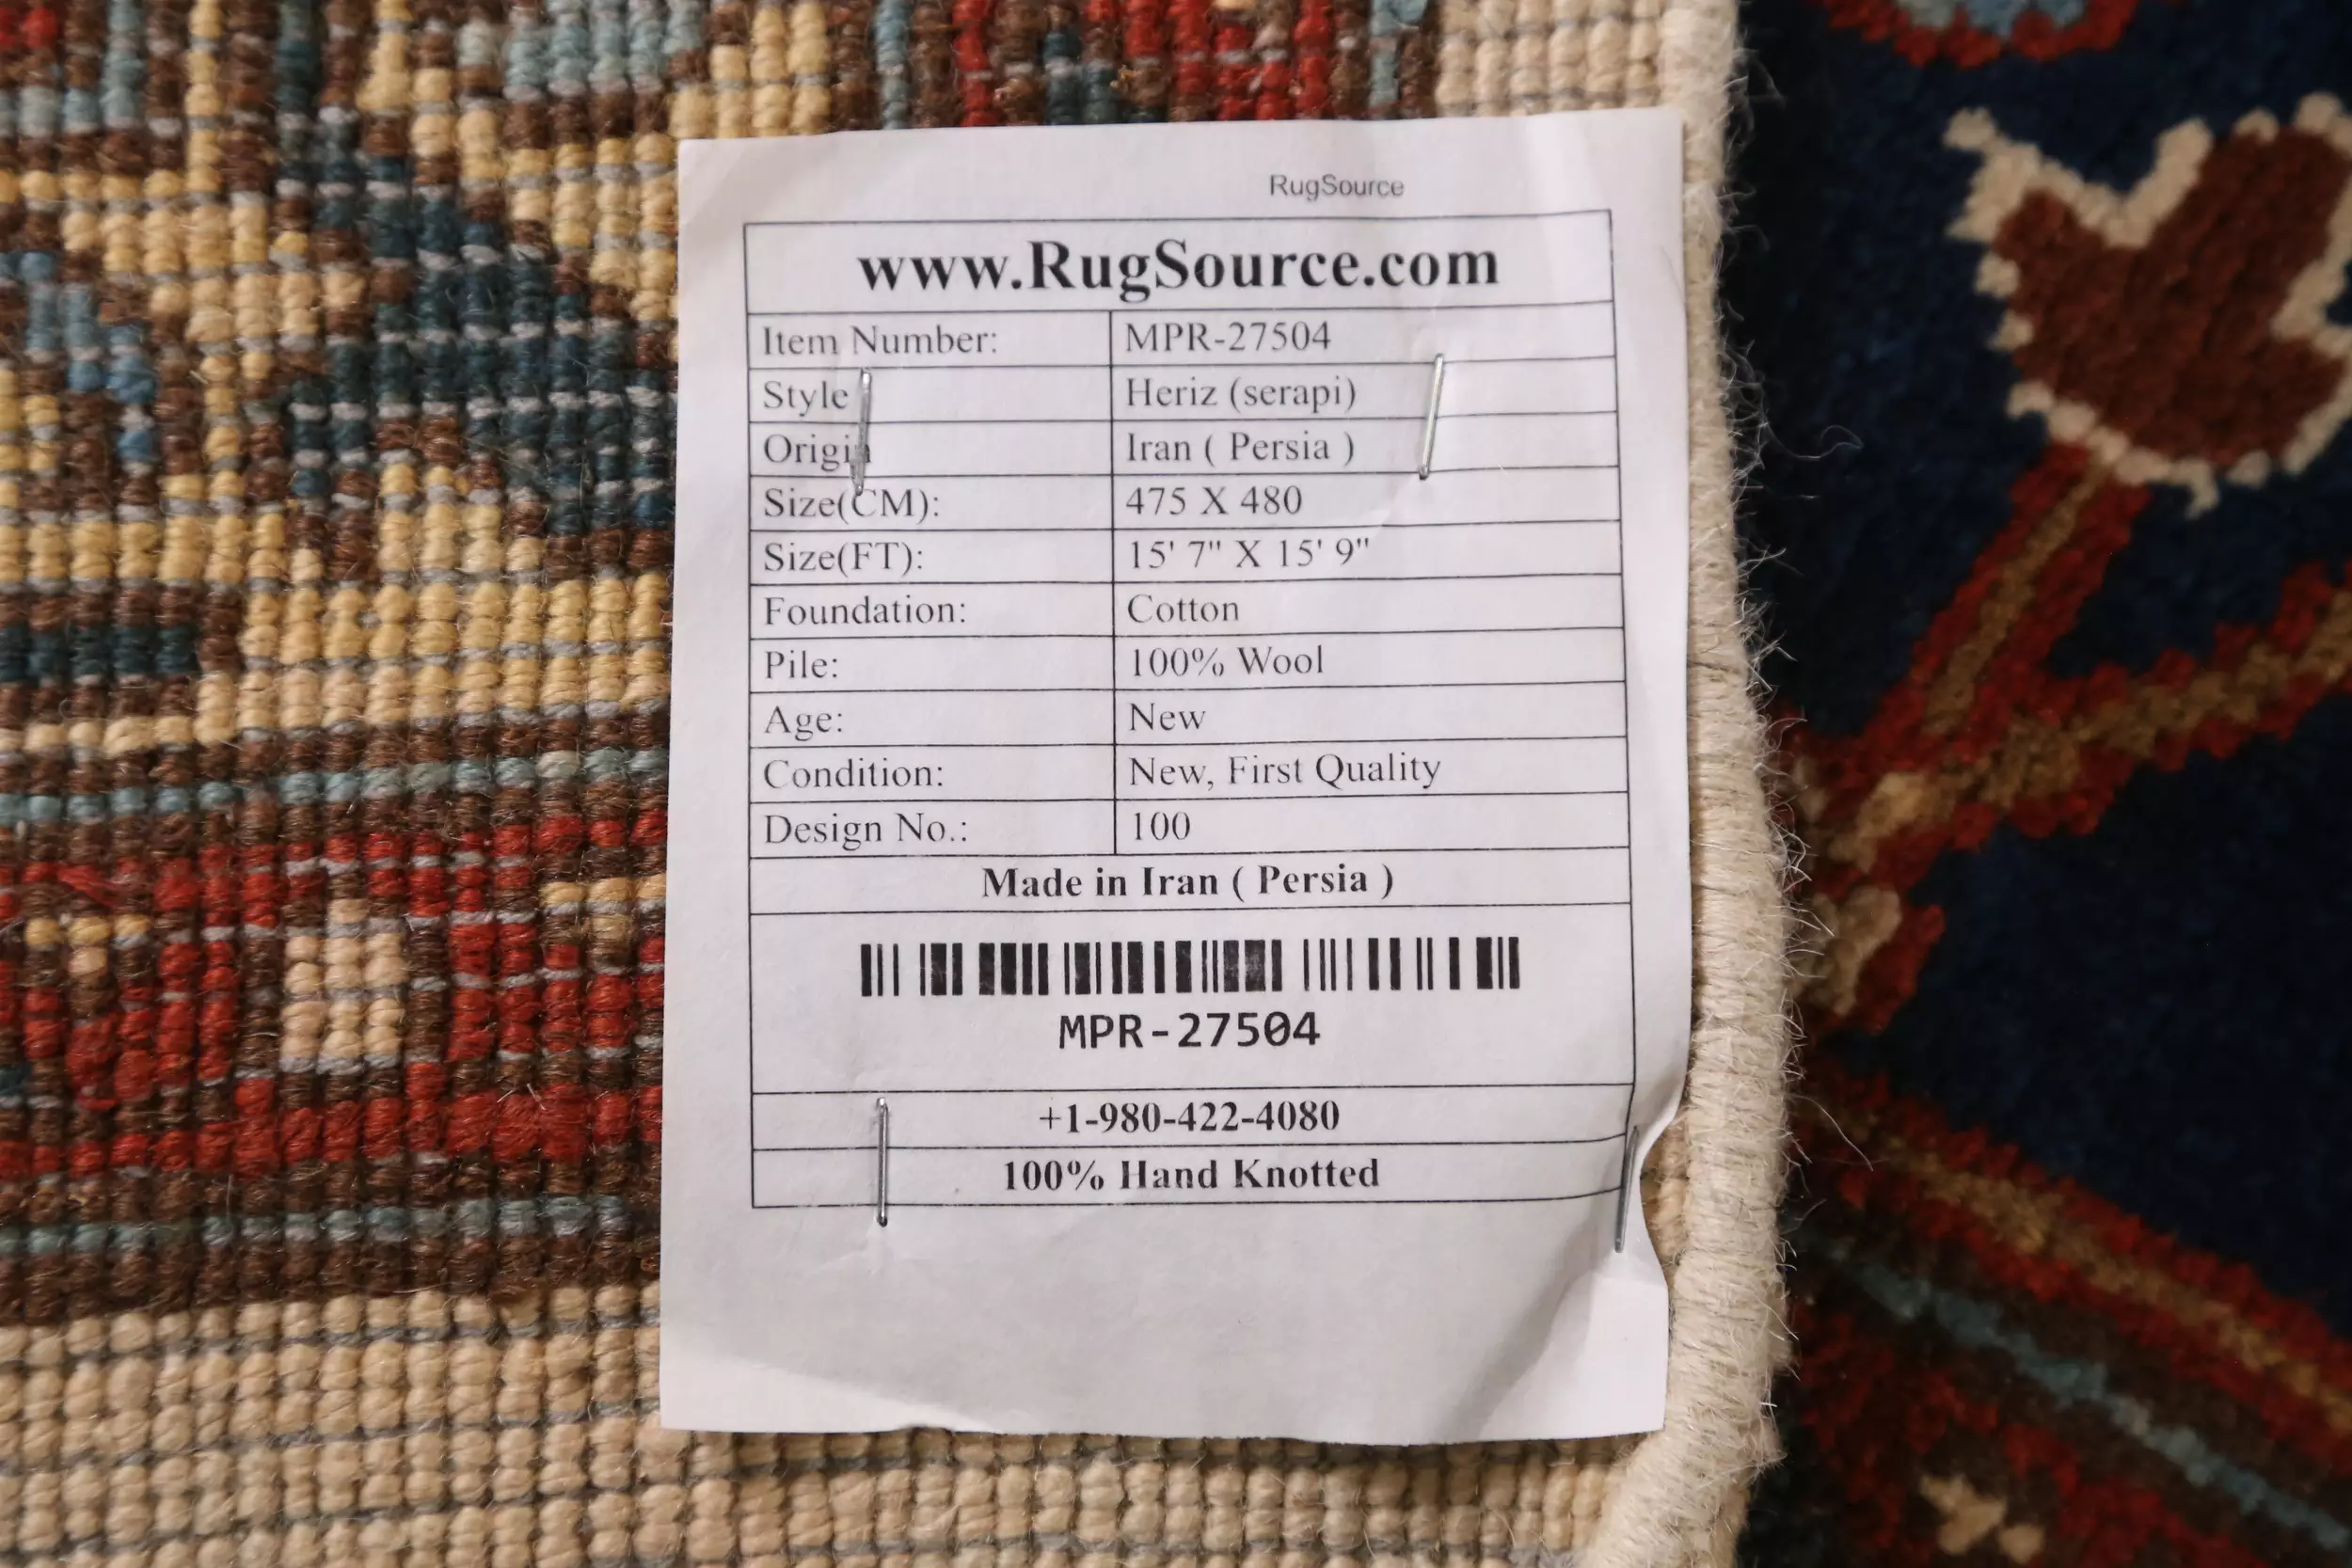 RugSource
www.RugSource.com
Item Number: MPR-27504
Style Heriz (serapi)
Origin Iran ( Persia )
Size(CM): 475 X 480
Size(FT): 15' 7" X 15' 9"
Foundation: Cotton
Pile: 100% Wool
Age: New
Condition: New, First Quality
Design No.: 100
Made in Iran ( Persia )
MPR-27504
+1-980-422-4080
100% Hand Knotted